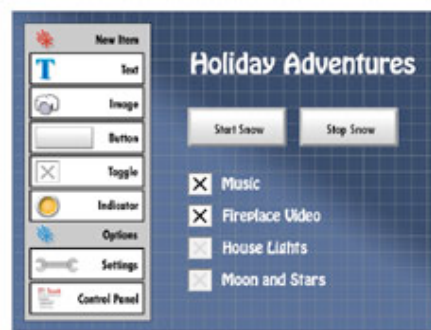 New Item
T Text
Image
Button
Toggle
Indicator
Options
Settings
Control Panel
Holiday Adventures
Start Snow
Stop Snow
Music
Fireplace Video
House Lights
Moon and Stars